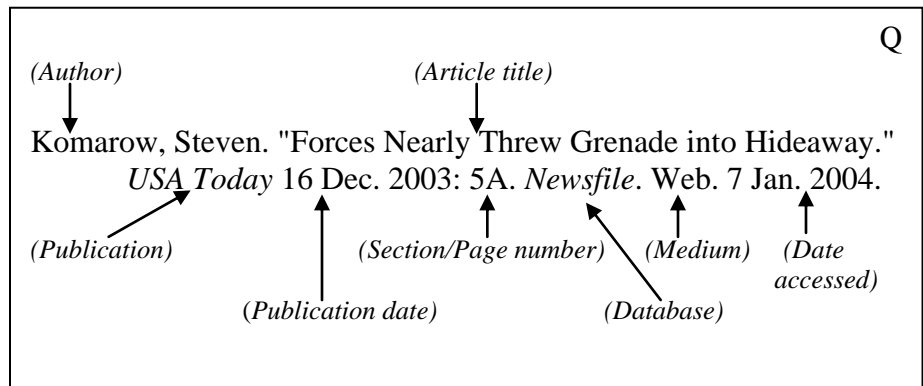 Q
(Author) (Article title)
Komarow, Steven. "Forces Nearly Threw Grenade into Hideaway."
USA Today 16 Dec. 2003: 5A. Newsfile. Web. 7 Jan. 2004.
(Publication) (Section/Page number) (Medium) (Date
accessed)
(Publication date) (Database)